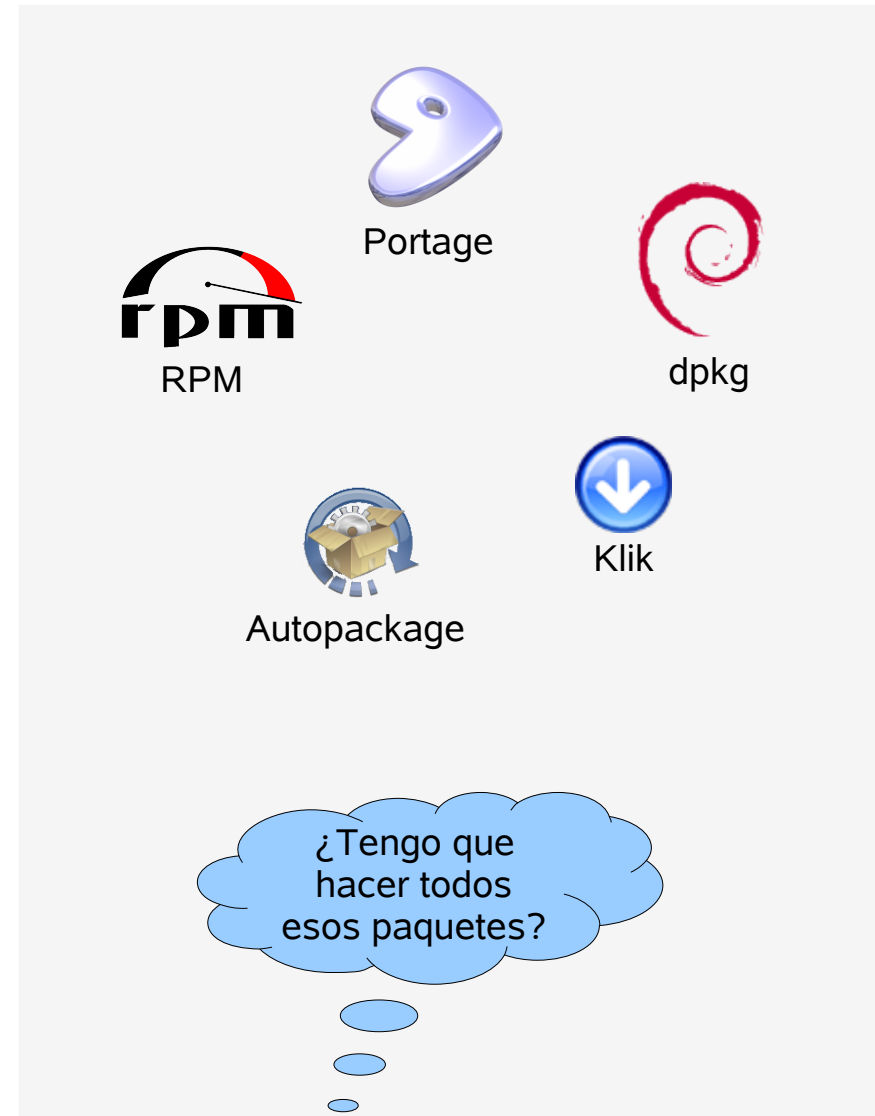 Portage
rpm
RPM
dpkg
Klik
Autopackage
¿Tengo que
hacer todos
esos paquetes?